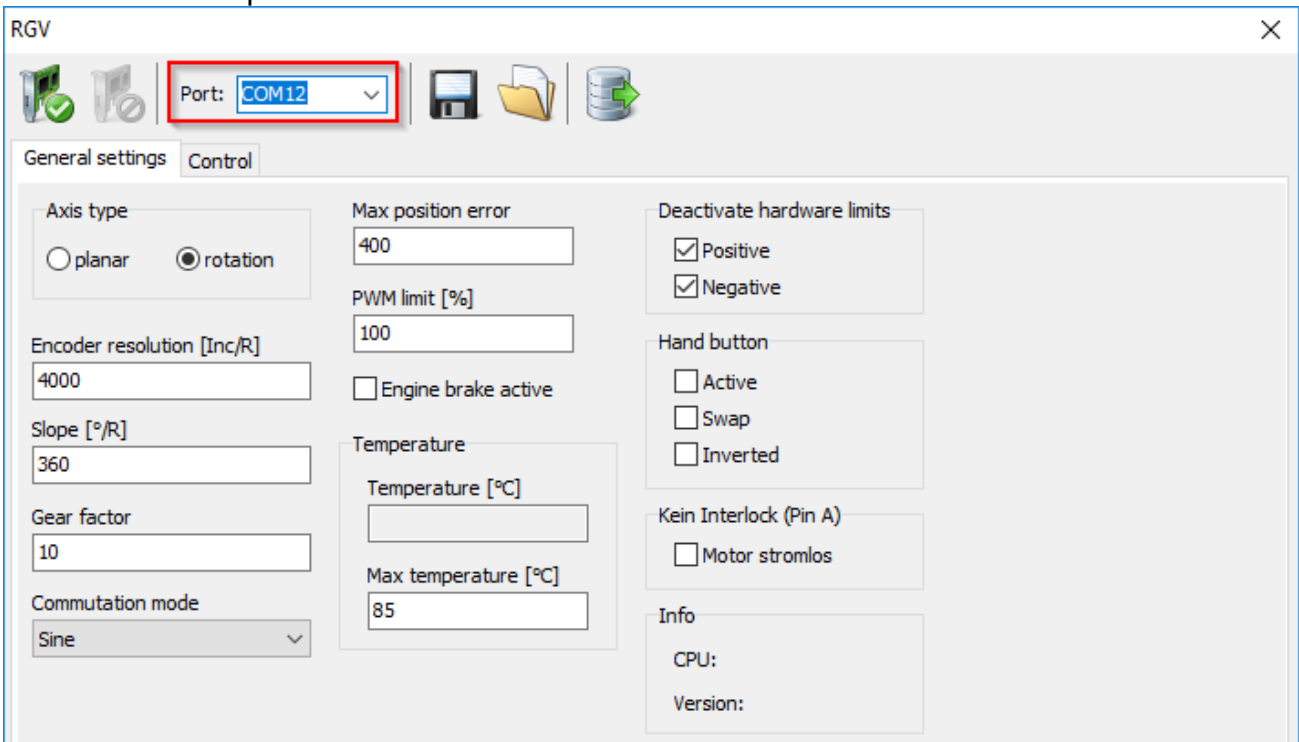 RGV
Port: COM12
General settings
Control
Axis type
planar
rotation
Encoder resolution [Inc/R]
4000
Slope [°/R]
360
Gear factor
10
Commutation mode
Sine
Max position error
400
PWM limit [%]
100
Engine brake active
Temperature
Temperature [°C]
Max temperature [°C]
85
Deactivate hardware limits
Positive
Negative
Hand button
Active
Swap
Inverted
Kein Interlock (Pin A)
Motor stromlos
Info
CPU:
Version: